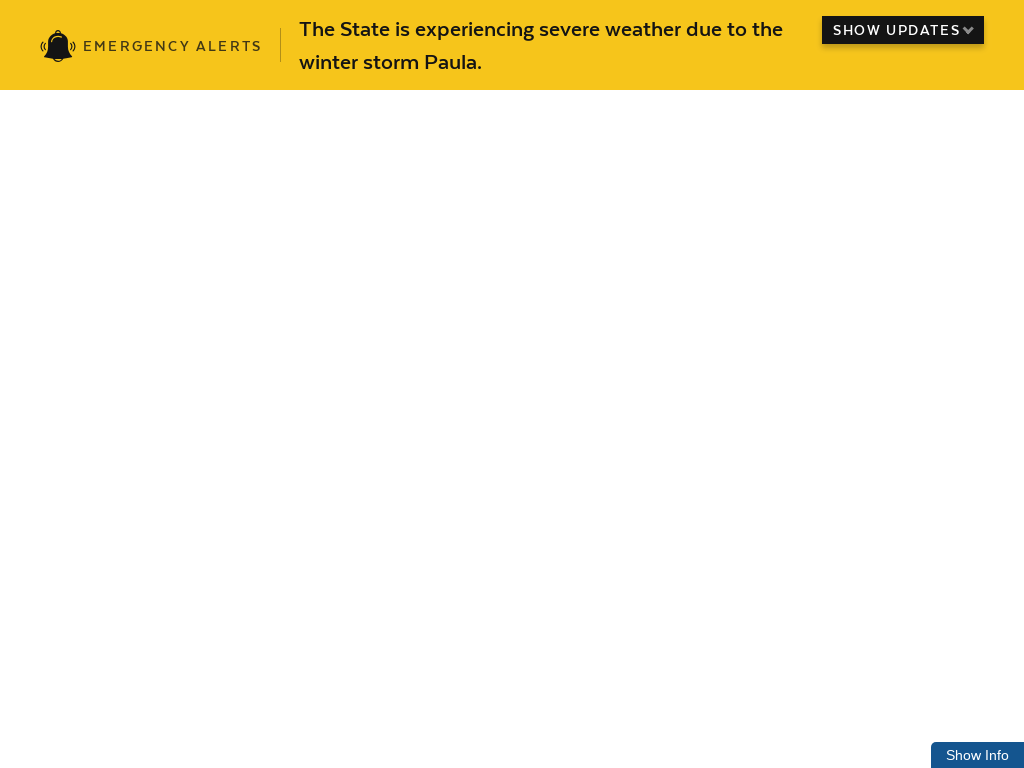 EMERGENCY ALERTS
The State is experiencing severe weather due to the
winter storm Paula.
SHOW UPDATES
Show Info